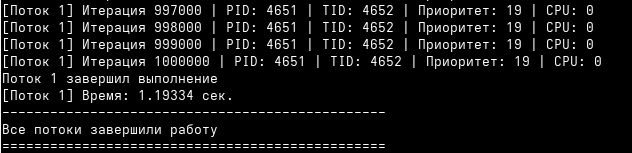 [Поток 1] Итерация 997000 | PID: 4651 | TID: 4652 | Приоритет: 19 | CPU: 0
[Поток 1] Итерация 998000 | PID: 4651 | TID: 4652 | Приоритет: 19 | CPU: 0
[Поток 1] Итерация 999000 | PID: 4651 | TID: 4652 | Приоритет: 19 | CPU: 0
[Поток 1] Итерация 1000000 | PID: 4651 | TID: 4652 | Приоритет: 19 | CPU: 0
Поток 1 завершил выполнение
[Поток 1] Время: 1.19334 сек.
------------------------------------------------
Все потоки завершили работу
================================================